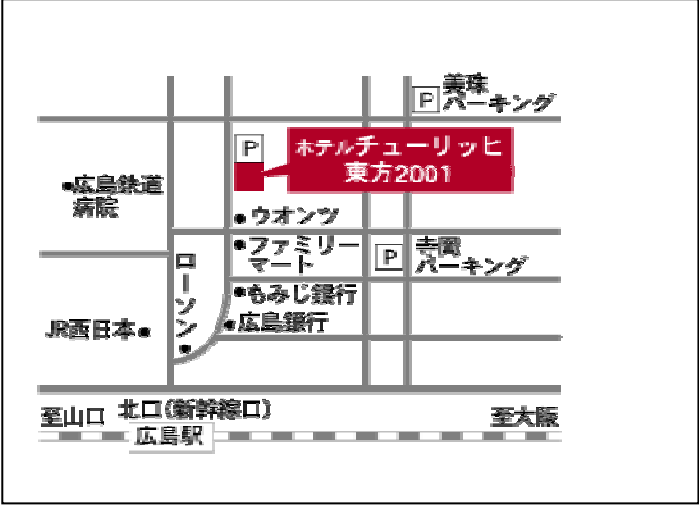 美珠
P パーキング
P
ホテルチューリッヒ
東方2001
●広島鉄道
病院
●ウオンツ
●ファミリー
マート
P
寺岡
パーキング
ローソン●
●もみじ銀行
●広島銀行
JR西日本●
至山口
北口(新幹線口)
至大阪
広島駅